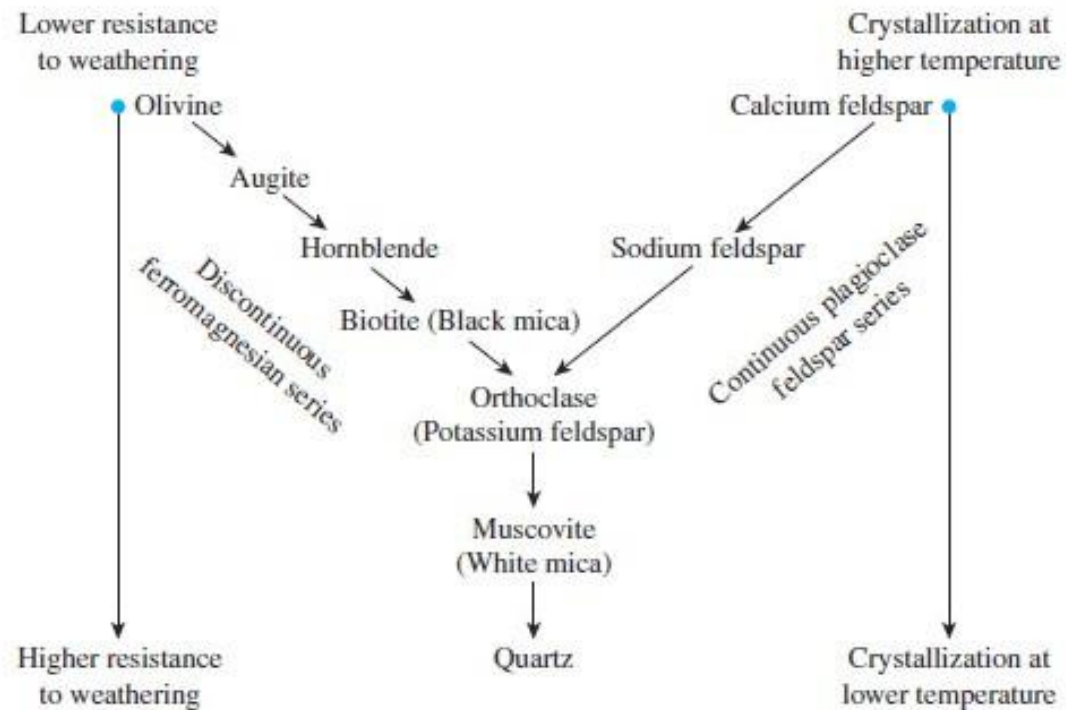 Lower resistance
to weathering
Crystallization at
higher temperature
Olivine
Calcium feldspar
Augite
Hornblende
Sodium feldspar
Discontinuous
ferromagnesian series
Continuous plagioclase
feldspar series
Biotite (Black mica)
Orthoclase
(Potassium feldspar)
Muscovite
(White mica)
Higher resistance
to weathering
Quartz
Crystallization at
lower temperature